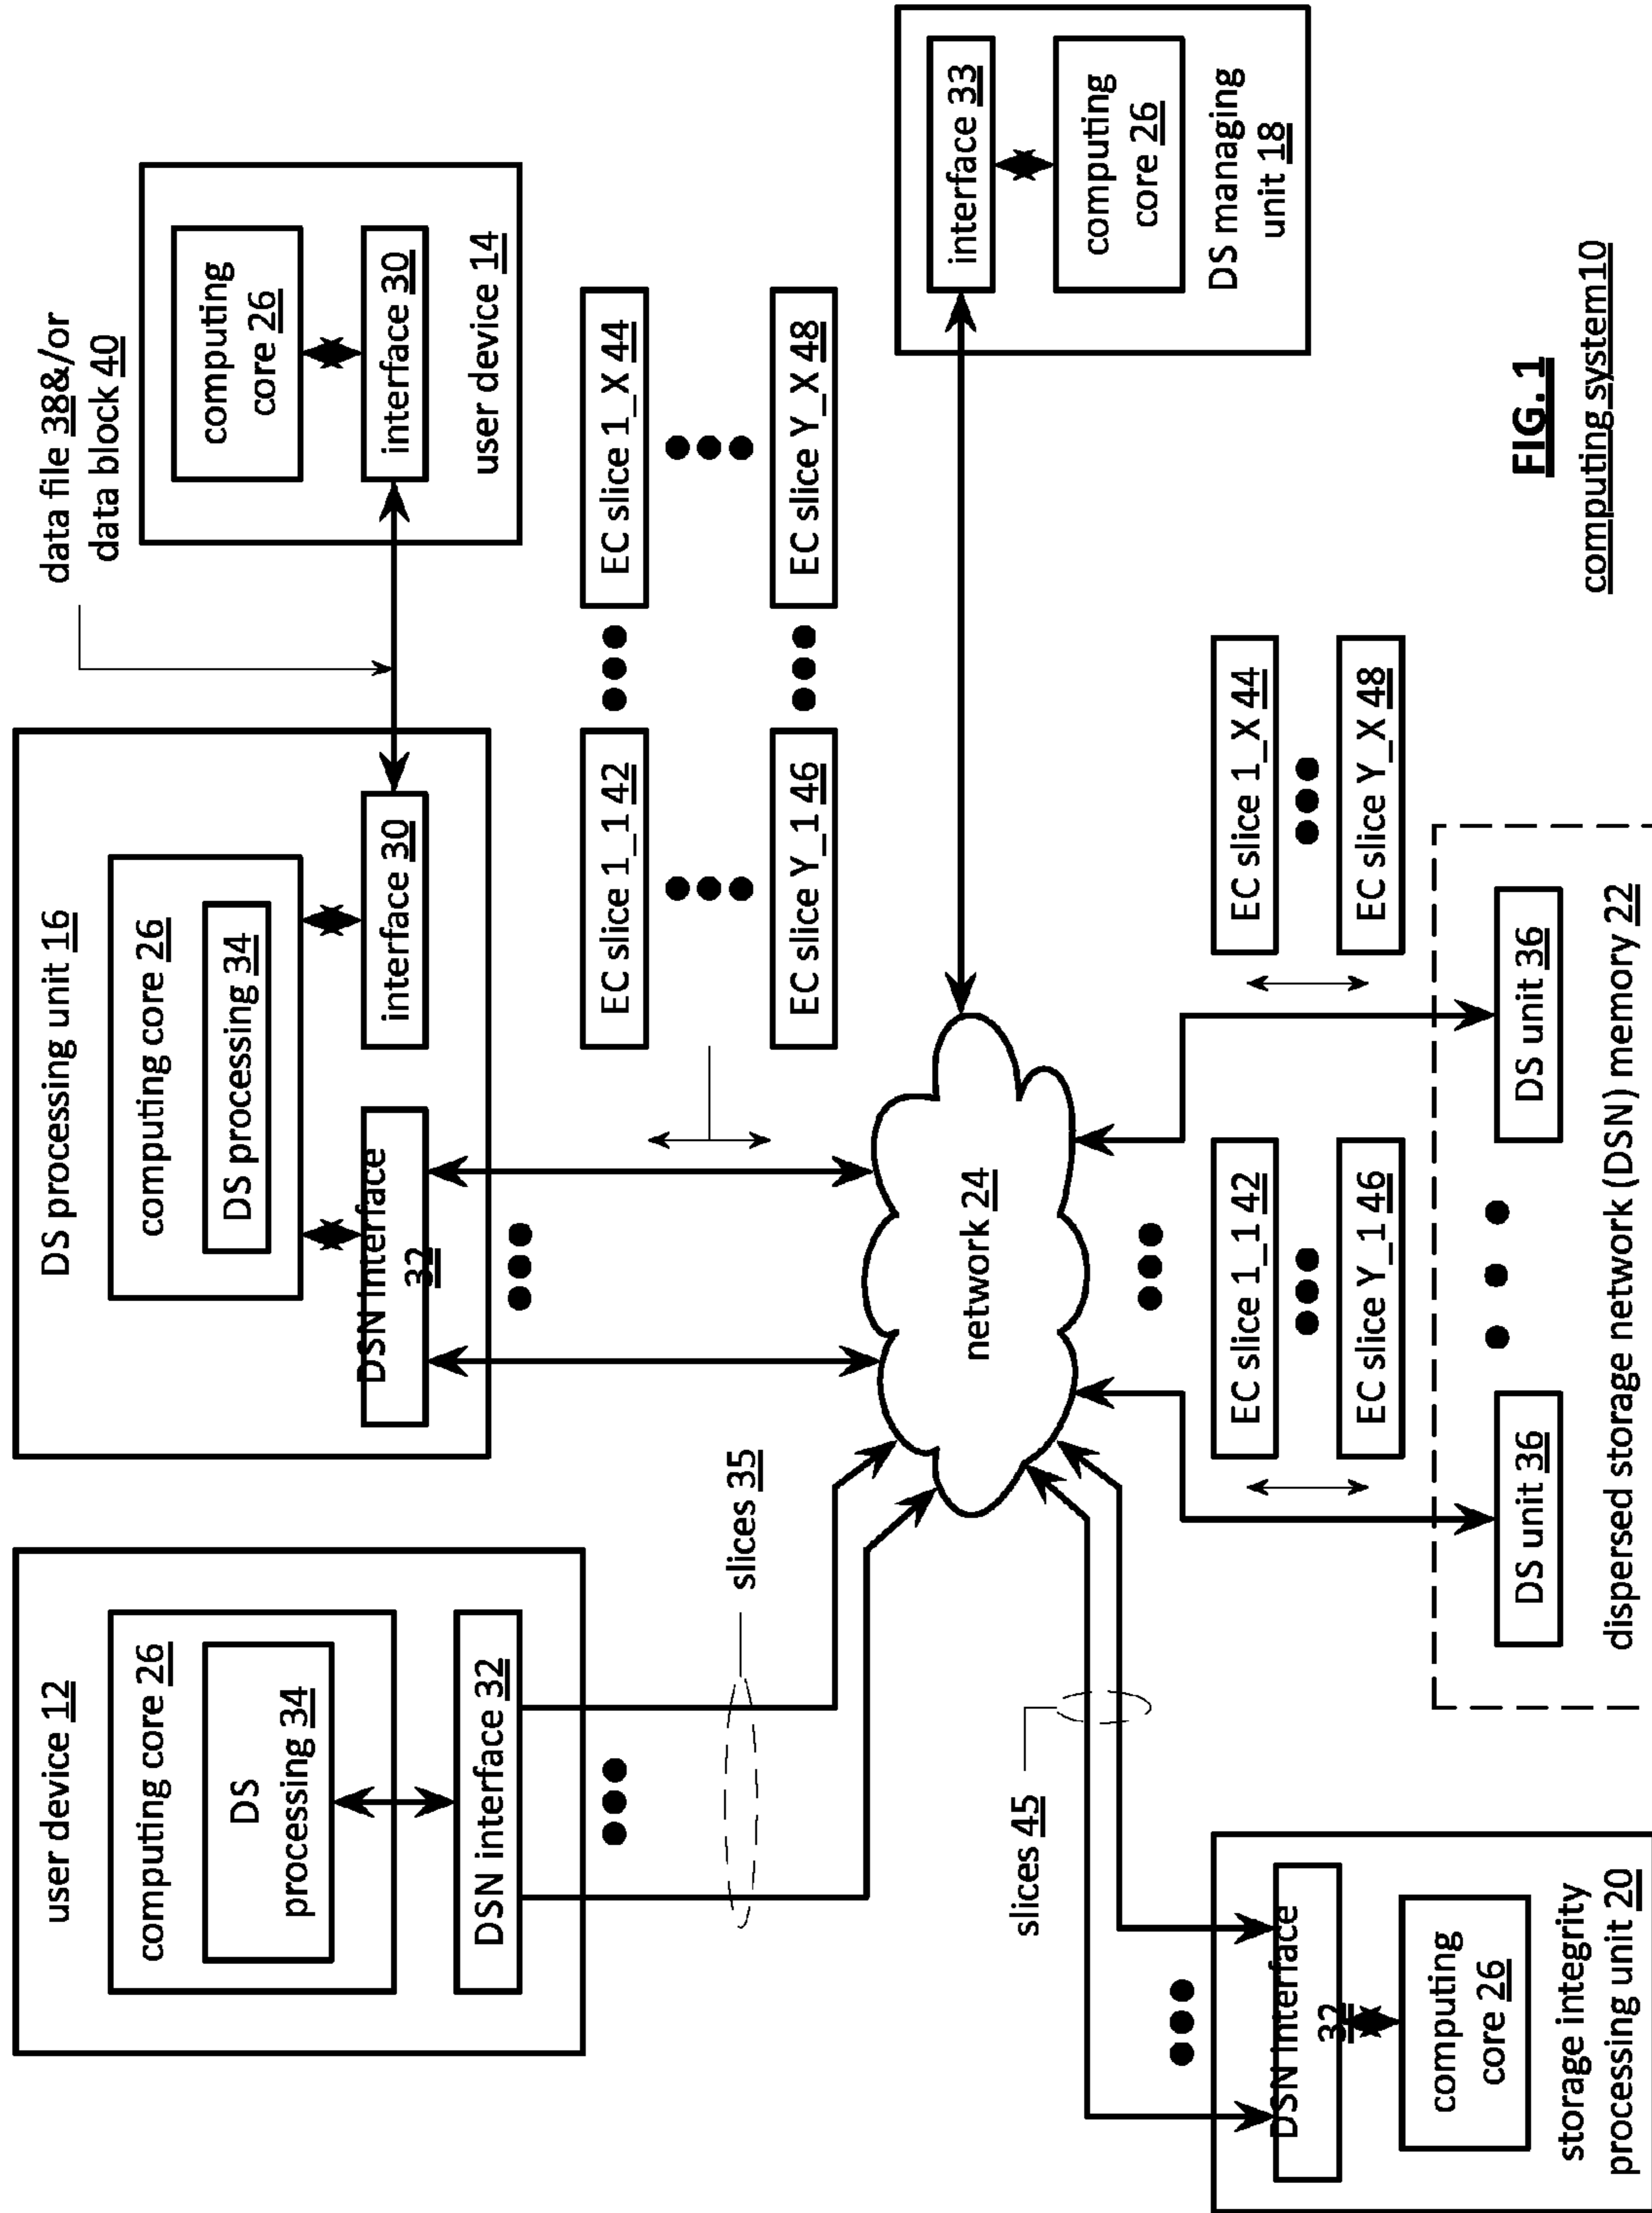 user device 12
computing core 26
DS
processing 34
DSN interface 32
slices 35
DS processing unit 16
computing core 26
DS processing 34
DSN interface
32
interface 30
data file 38&/or
data block 40
computing
core 26
interface 30
user device 14
EC slice 1_1 42
EC slice 1_X 44
EC slice Y_1 46
EC slice Y_X 48
network 24
interface 33
computing
core 26
DS managing
unit 18
slices 45
DSN interface
32
computing
core 26
storage integrity
processing unit 20
EC slice 1_1 42
EC slice Y_1 46
EC slice 1_X 44
EC slice Y_X 48
DS unit 36
DS unit 36
dispersed storage network (DSN) memory 22
FIG. 1
computing system10